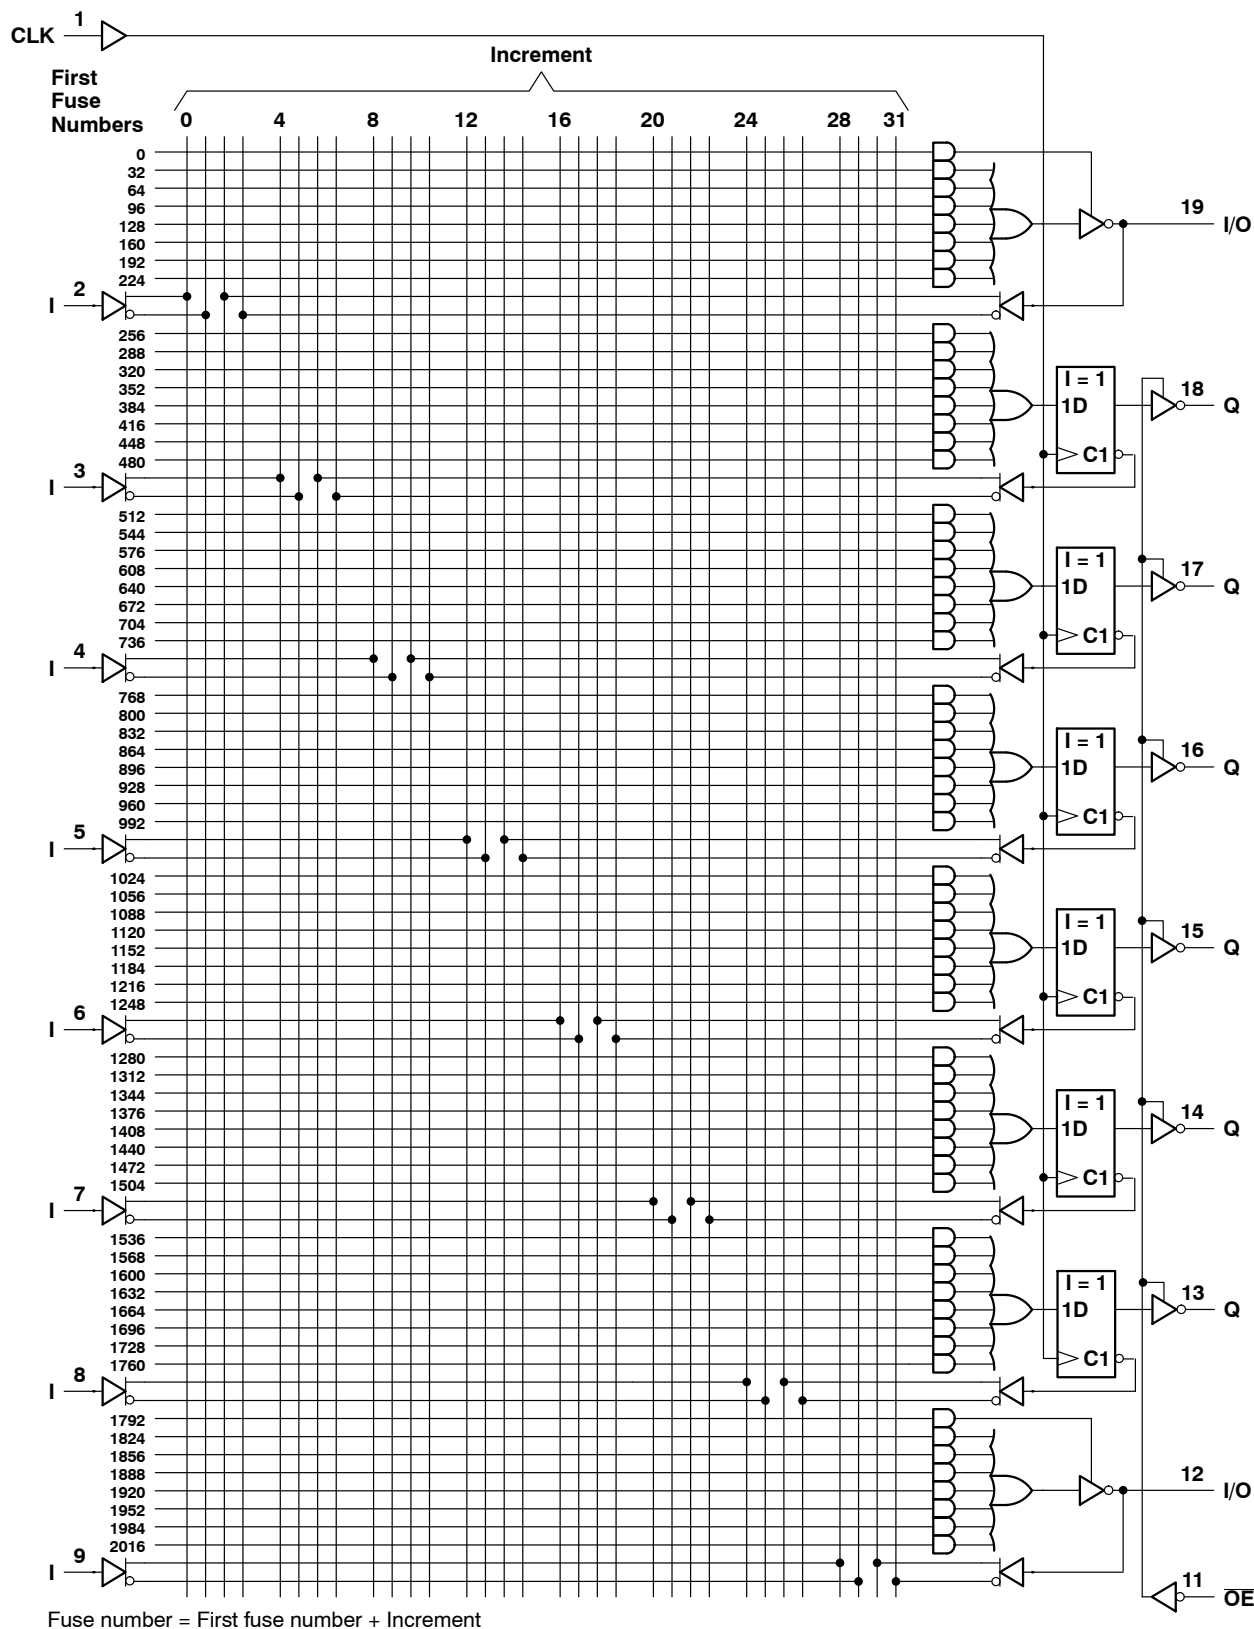 1
CLK
Increment
First
Fuse
Numbers
0 4 8 12 16 20 24 28 31
0
32
64
96
128
160
192
224
19
I/O
2
I
256
288
320
352
384
416
448
480
I = 1
1D
C1
18
Q
3
I
512
544
576
608
640
672
704
736
I = 1
1D
C1
17
Q
4
I
768
800
832
864
896
928
960
992
I = 1
1D
C1
16
Q
5
I
1024
1056
1088
1120
1152
1184
1216
1248
I = 1
1D
C1
15
Q
6
I
1280
1312
1344
1376
1408
1440
1472
1504
I = 1
1D
C1
14
Q
7
I
1536
1568
1600
1632
1664
1696
1728
1760
I = 1
1D
C1
13
Q
8
I
1792
1824
1856
1888
1920
1952
1984
2016
12
I/O
9
I
11
O̅E̅
Fuse number = First fuse number + Increment